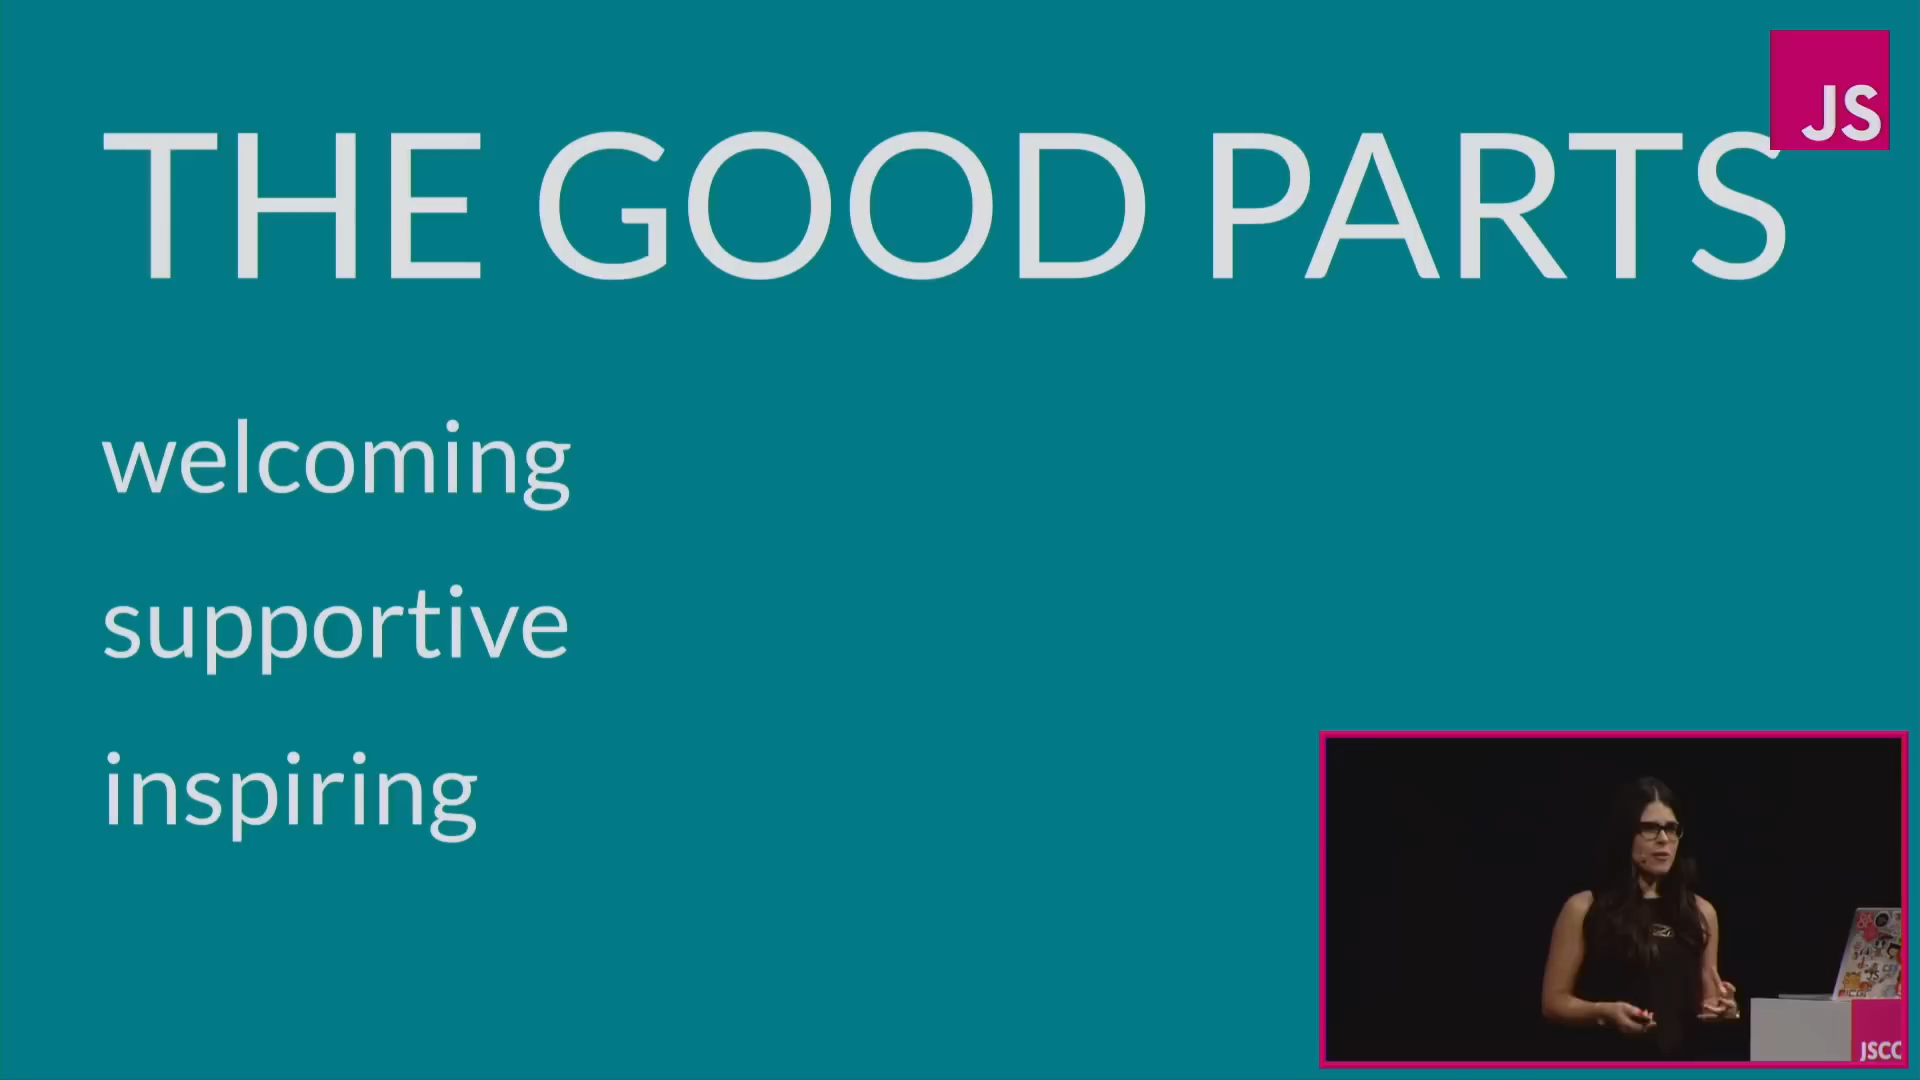 THE GOOD PARTS
JS
welcoming
supportive
inspiring
JSCC